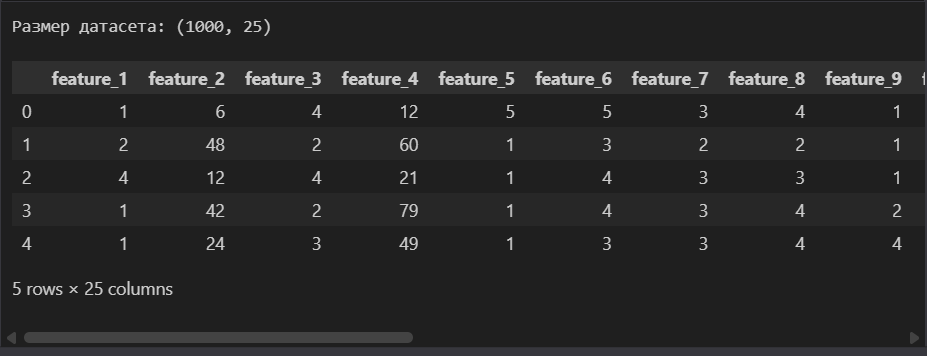 Размер датасета: (1000, 25)
feature_1 feature_2 feature_3 feature_4 feature_5 feature_6 feature_7 feature_8 feature_9
0 1 6 4 12 5 5 3 4 1
1 2 48 2 60 1 3 2 2 1
2 4 12 4 21 1 4 3 3 1
3 1 42 2 79 1 4 3 4 2
4 1 24 3 49 1 3 3 4 4
5 rows × 25 columns